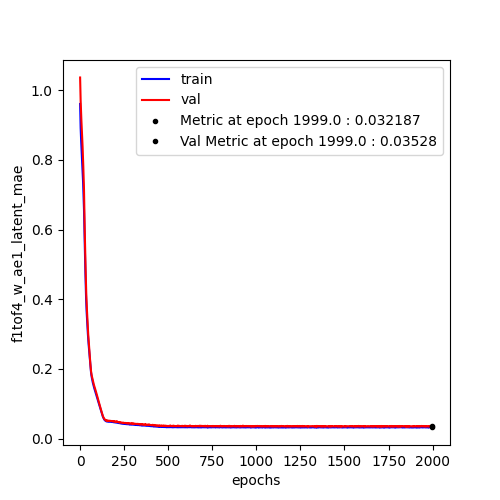 train
val
Metric at epoch 1999.0 : 0.032187
Val Metric at epoch 1999.0 : 0.03528
f1tof4_w_ae1_latent_mae
1.0
0.8
0.6
0.4
0.2
0.0
0 250 500 750 1000 1250 1500 1750 2000
epochs